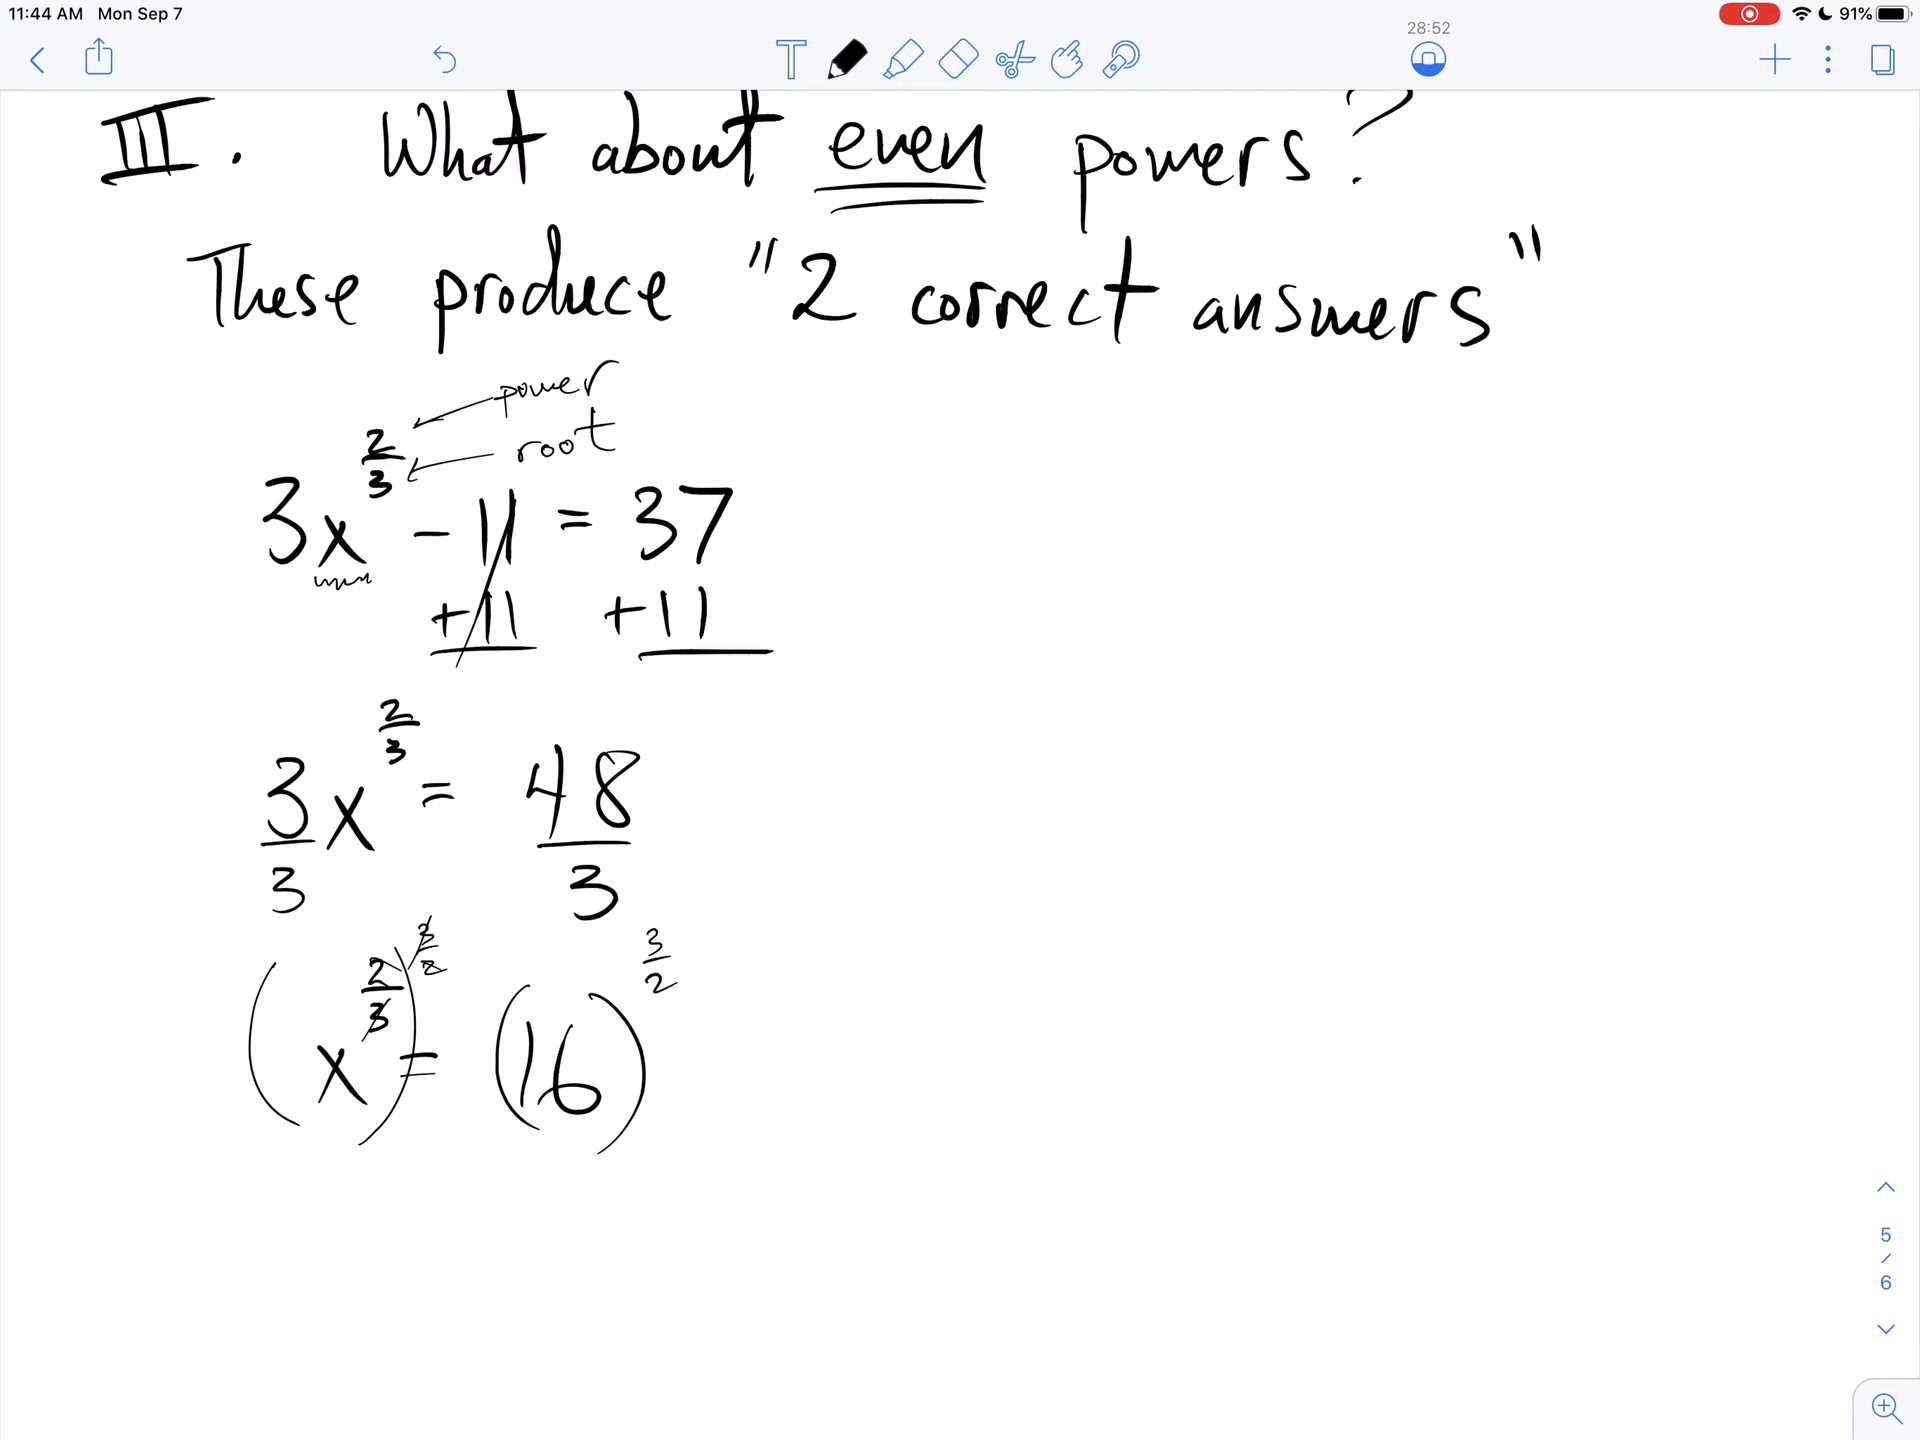 11:44 AM Mon Sep 7
91%
28:52
T
III. What about even powers?
These produce "2 correct answers"
power
root
3x^(2/3) - 11 = 37
+11 +11
3/3 x^(2/3) = 48/3
(x^(2/3))^(3/2) = (16)^(3/2)
5
/
6